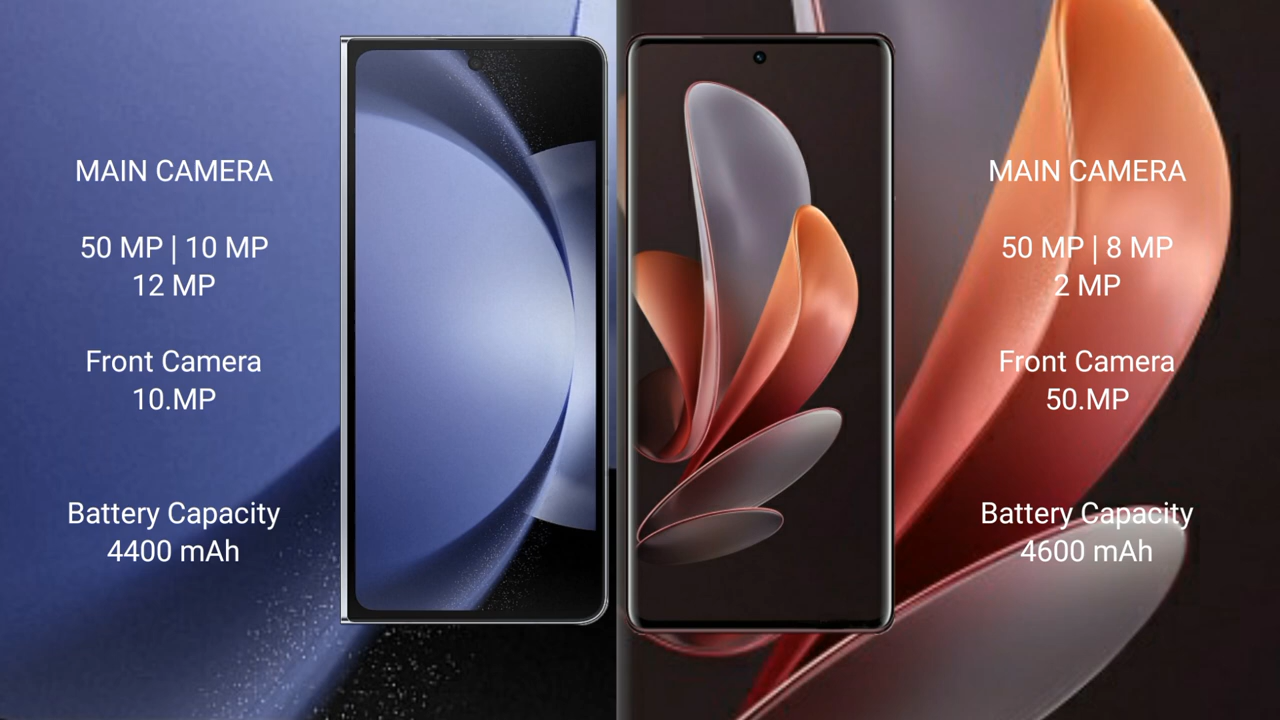 MAIN CAMERA
50 MP | 10 MP
12 MP
Front Camera
10.MP
Battery Capacity
4400 mAh
MAIN CAMERA
50 MP | 8 MP
2 MP
Front Camera
50.MP
Battery Capacity
4600 mAh